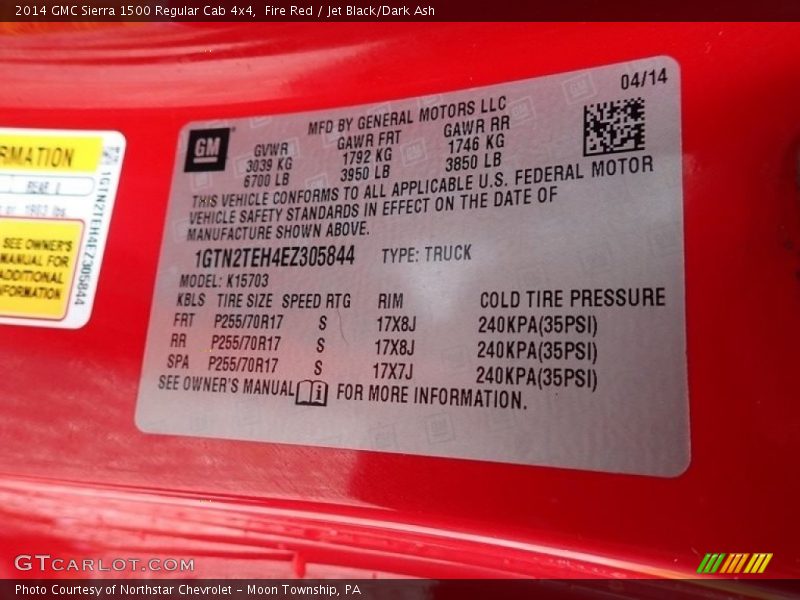 2014 GMC Sierra 1500 Regular Cab 4x4,  Fire Red / Jet Black/Dark Ash
04/14
GM
MFD BY GENERAL MOTORS LLC
GVWR GAWR FRT GAWR RR
3039 KG 1792 KG 1746 KG
6700 LB 3950 LB 3850 LB
THIS VEHICLE CONFORMS TO ALL APPLICABLE U.S. FEDERAL MOTOR
VEHICLE SAFETY STANDARDS IN EFFECT ON THE DATE OF
MANUFACTURE SHOWN ABOVE.
1GTN2TEH4EZ305844 TYPE: TRUCK
MODEL: K15703
KBLS TIRE SIZE SPEED RTG RIM COLD TIRE PRESSURE
FRT P255/70R17 S 17X8J 240KPA(35PSI)
RR P255/70R17 S 17X8J 240KPA(35PSI)
SPA P255/70R17 S 17X7J 240KPA(35PSI)
SEE OWNER'S MANUAL FOR MORE INFORMATION.
RMATION
REAR
SEE OWNER'S
MANUAL FOR
ADDITIONAL
INFORMATION
1GTN2TEH4EZ305844
GTCARLOT.COM
Photo Courtesy of Northstar Chevrolet - Moon Township, PA